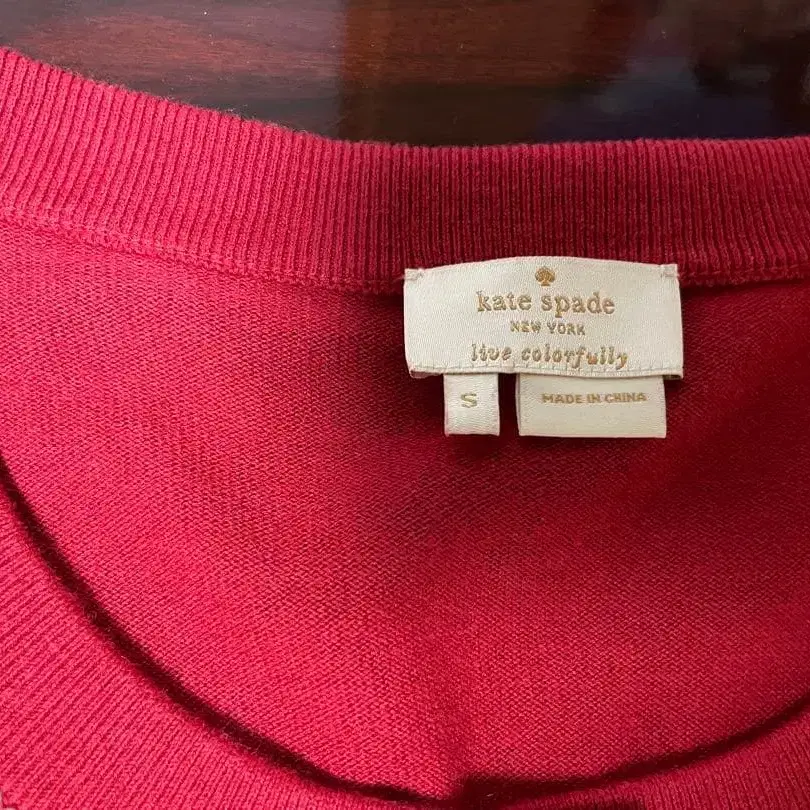 kate spade
NEW YORK
live colorfully
S
MADE IN CHINA